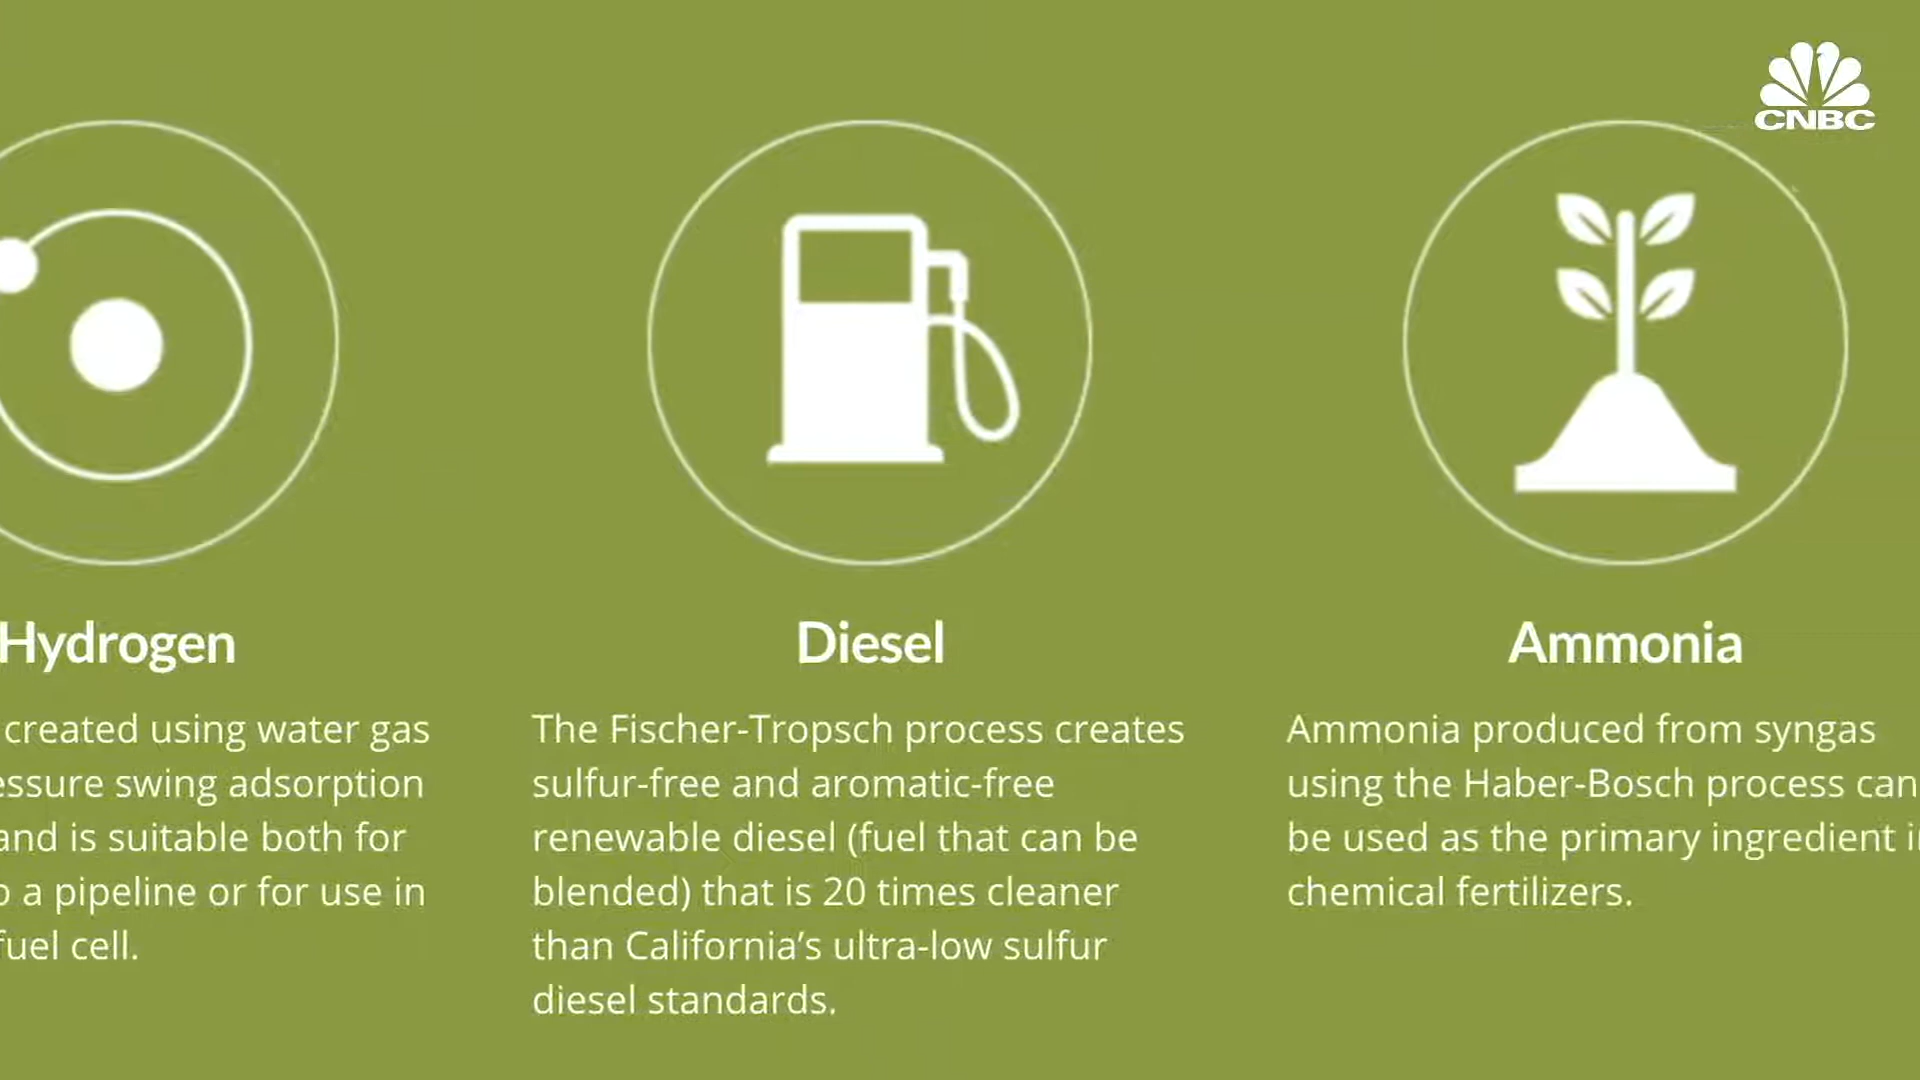 CNBC
Hydrogen
created using water gas
swing adsorption
and is suitable both for
a pipeline or for use in
fuel cell.
Diesel
The Fischer-Tropsch process creates
sulfur-free and aromatic-free
renewable diesel (fuel that can be
blended) that is 20 times cleaner
than California’s ultra-low sulfur
diesel standards.
Ammonia
Ammonia produced from syngas
using the Haber-Bosch process can
be used as the primary ingredient
chemical fertilizers.